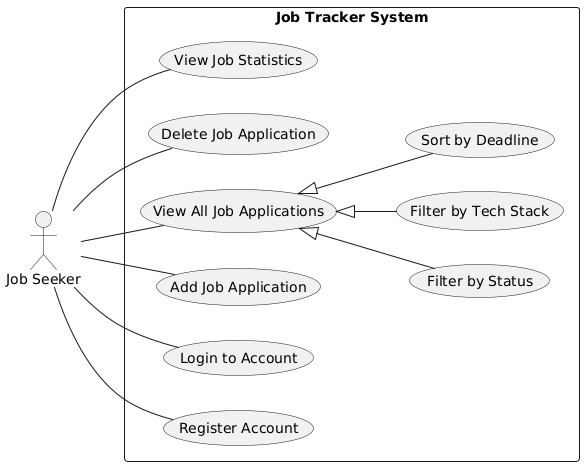 Job Tracker System
View Job Statistics
Delete Job Application
Sort by Deadline
View All Job Applications
Filter by Tech Stack
Job Seeker
Add Job Application
Filter by Status
Login to Account
Register Account